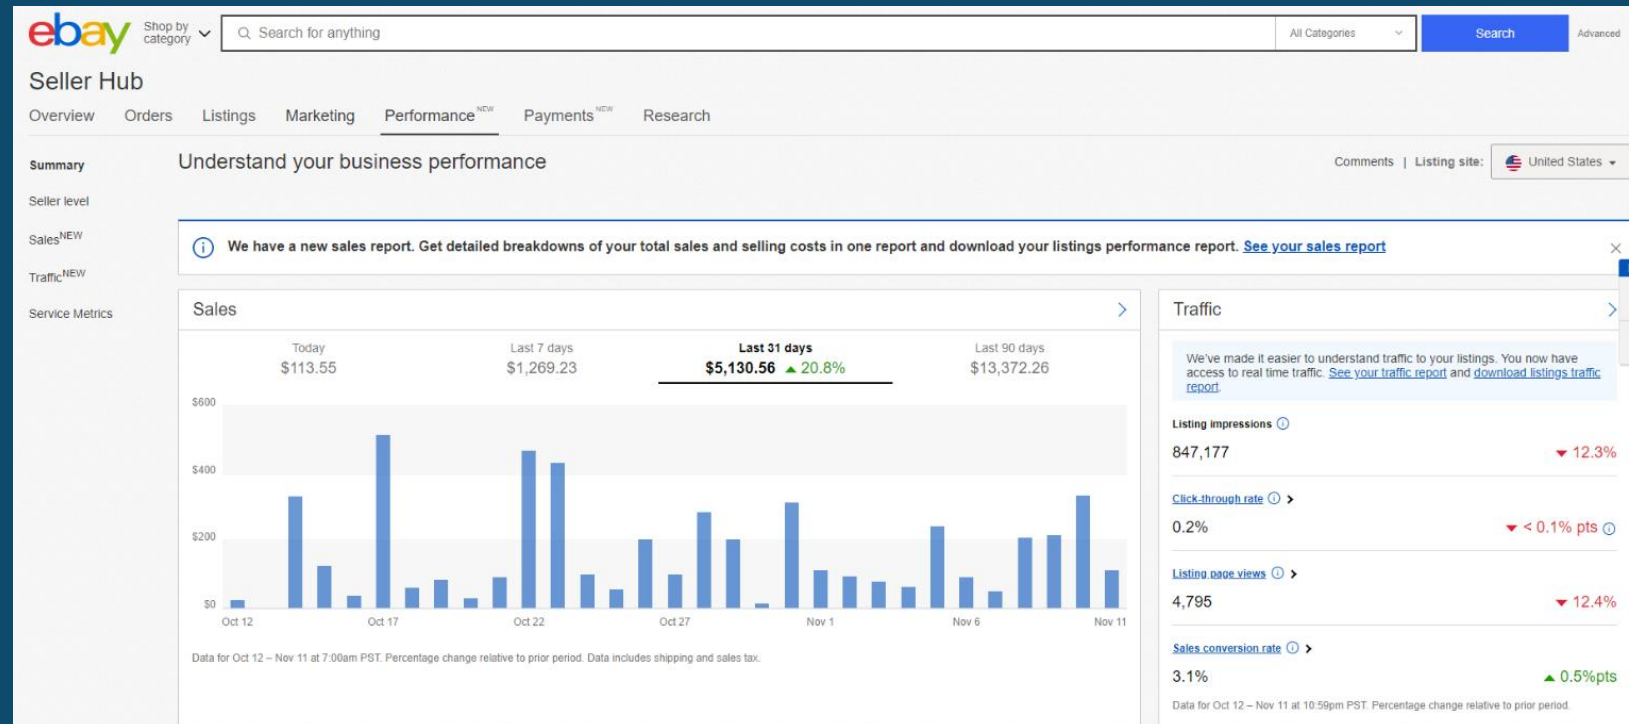 ebay
Shop by
category
Search for anything
All Categories
Search
Advanced
Seller Hub
Overview Orders Listings Marketing Performance NEW Payments NEW Research
Summary
Seller level
Sales NEW
Traffic NEW
Service Metrics
Understand your business performance
Comments | Listing site: United States
We have a new sales report. Get detailed breakdowns of your total sales and selling costs in one report and download your listings performance report. See your sales report
Sales
Today
$113.55
Last 7 days
$1,269.23
Last 31 days
$5,130.56 ▲ 20.8%
Last 90 days
$13,372.26
$600
$400
$200
$0
Oct 12 Oct 17 Oct 22 Oct 27 Nov 1 Nov 6 Nov 11
Data for Oct 12 – Nov 11 at 7:00am PST. Percentage change relative to prior period. Data includes shipping and sales tax.
Traffic
We've made it easier to understand traffic to your listings. You now have
access to real time traffic. See your traffic report and download listings traffic
report.
Listing impressions
847,177 ▼ 12.3%
Click-through rate
0.2% ▼ < 0.1% pts
Listing page views
4,795 ▼ 12.4%
Sales conversion rate
3.1% ▲ 0.5%pts
Data for Oct 12 – Nov 11 at 10:59pm PST. Percentage change relative to prior period.